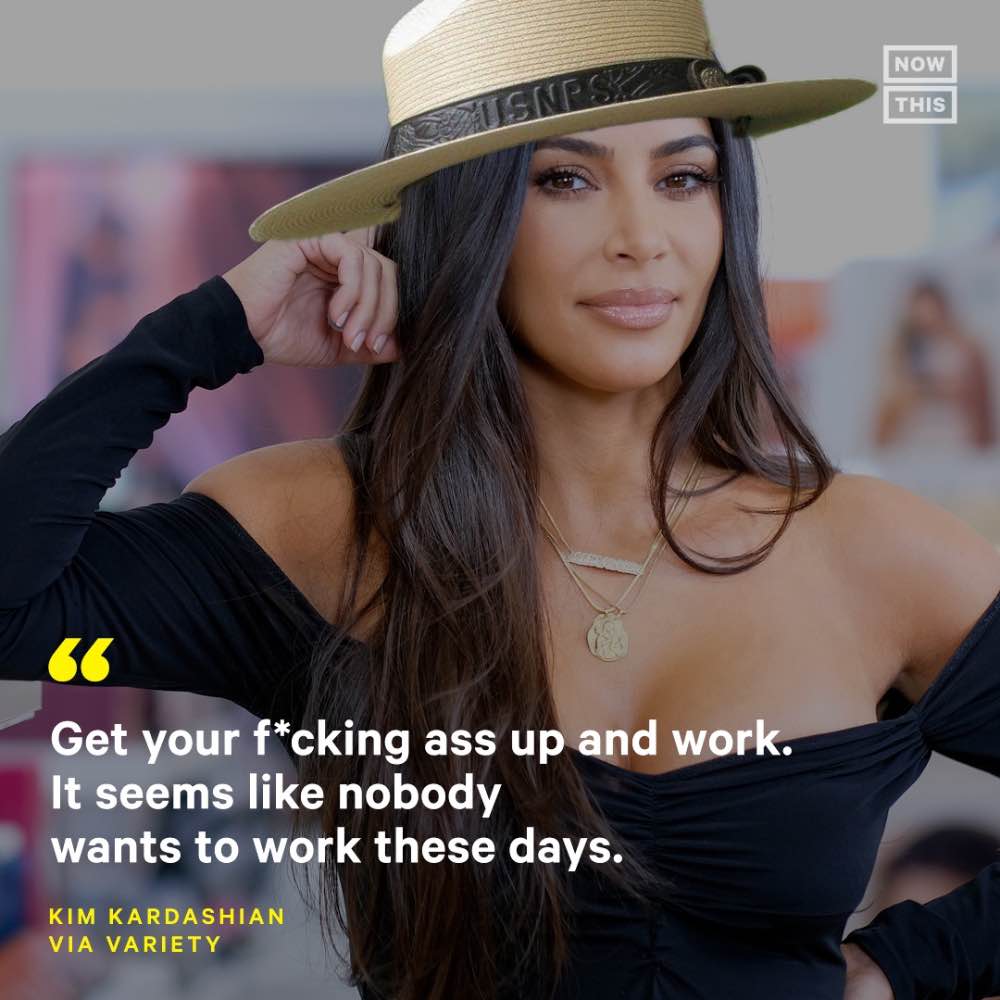 NOW
THIS
“
Get your f*cking ass up and work.
It seems like nobody
wants to work these days.
KIM KARDASHIAN
VIA VARIETY